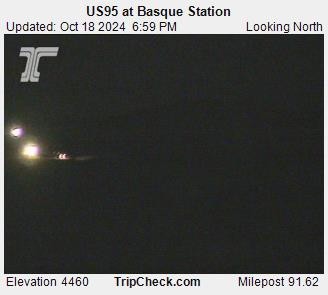 US95 at Basque Station
Updated: Oct 18 2024 6:59 PM Looking North
Elevation 4460 TripCheck.com Milepost 91.62